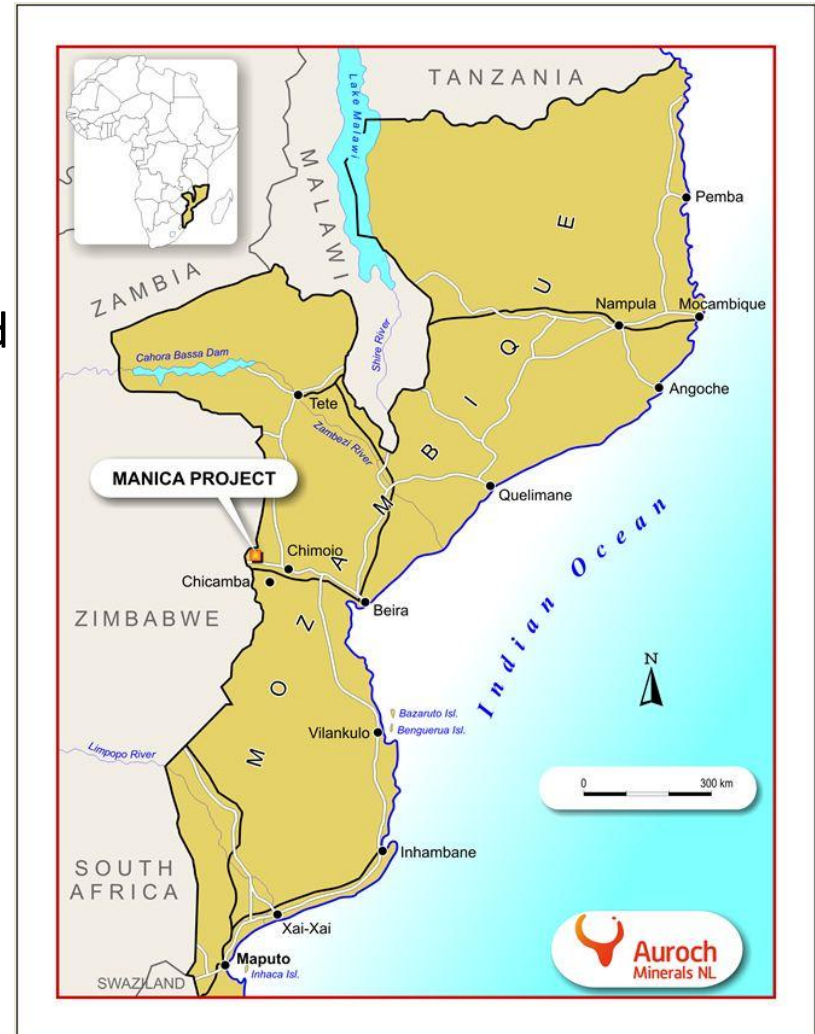 TANZANIA
Lake Malawi
MALAWI
ZAMBIA
Pemba
MOZAMBIQUE
Nampula
Mocambique
Shire River
Cahora Bassa Dam
Angoche
Tete
Zambezi River
MANICA PROJECT
Quelimane
Chimoio
Chicamba
Beira
ZIMBABWE
Indian Ocean
N
Bazaruto Isl.
Benguerua Isl.
Vilankulo
Limpopo River
0 300 km
Inhambane
SOUTH
AFRICA
Xai-Xai
Maputo
Inhaca Isl.
SWAZILAND
Auroch
Minerals NL